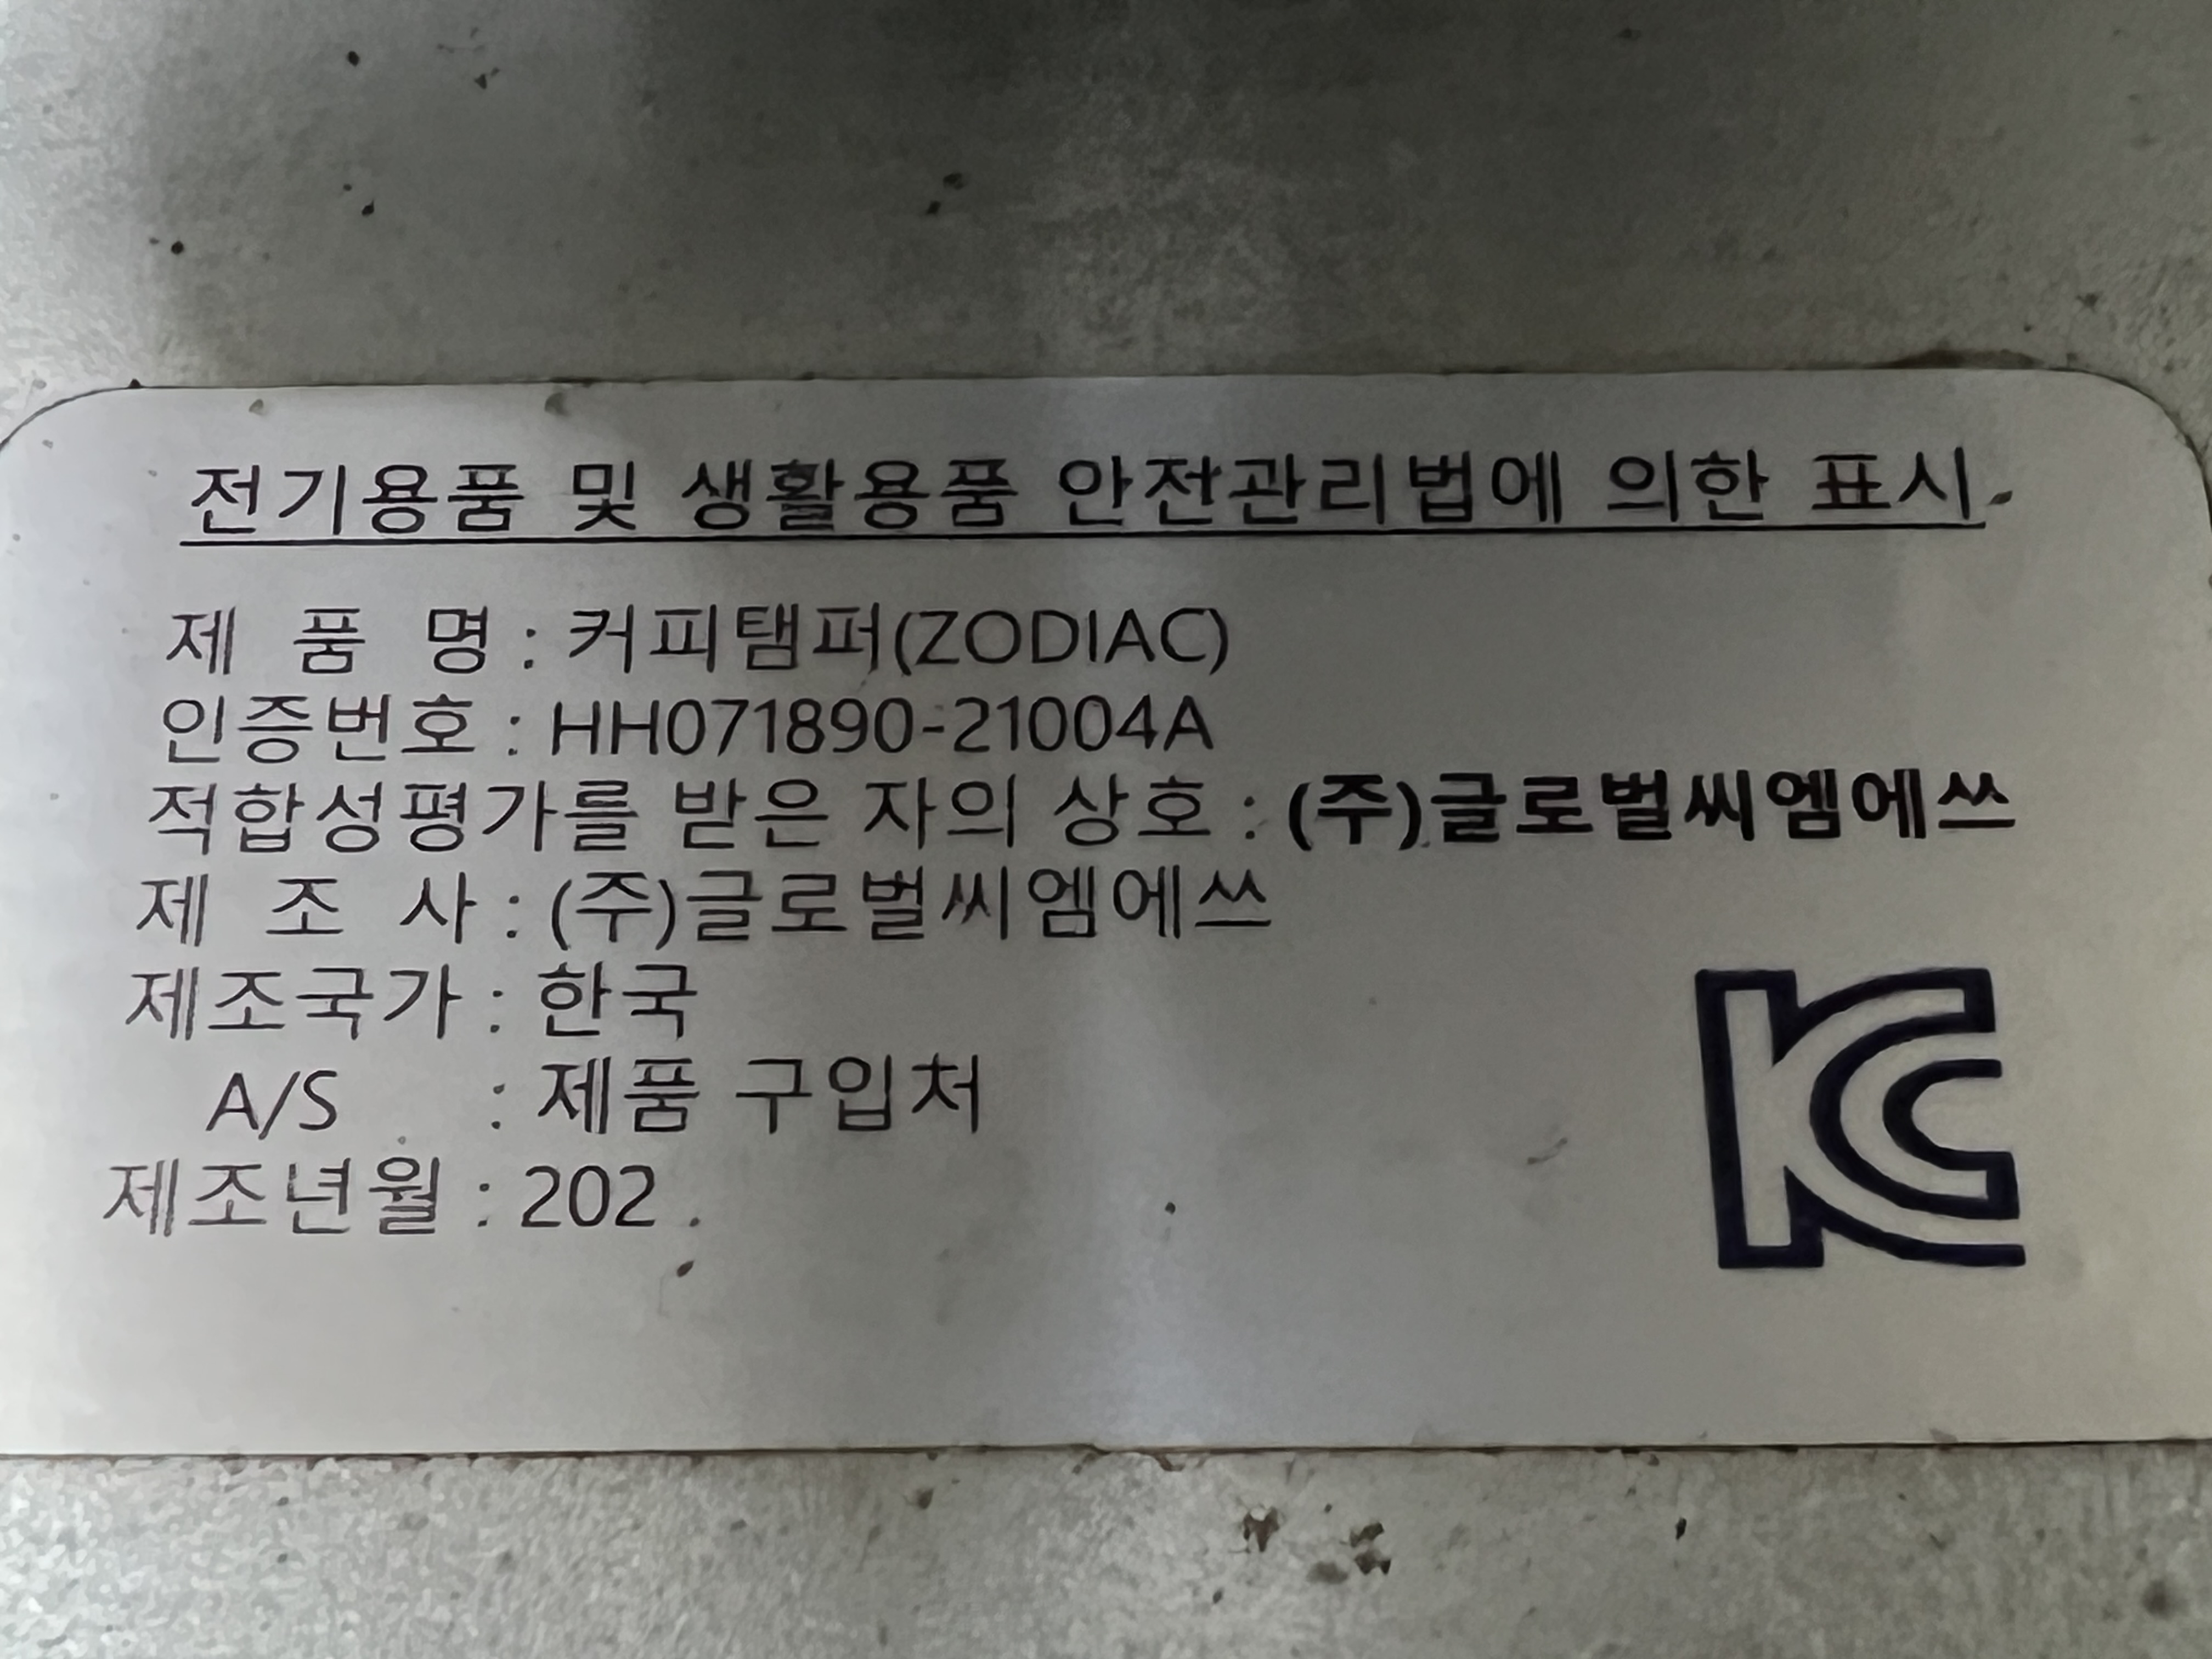 전기용품 및 생활용품 안전관리법에 의한 표시
제 품 명 : 커피탬퍼(ZODIAC)
인증번호 : HH071890-21004A
적합성평가를 받은 자의 상호 : (주)글로벌씨엠에쓰
제 조 사 : (주)글로벌씨엠에쓰
제조국가 : 한국
A/S : 제품 구입처
제조년월 : 202 .
KC